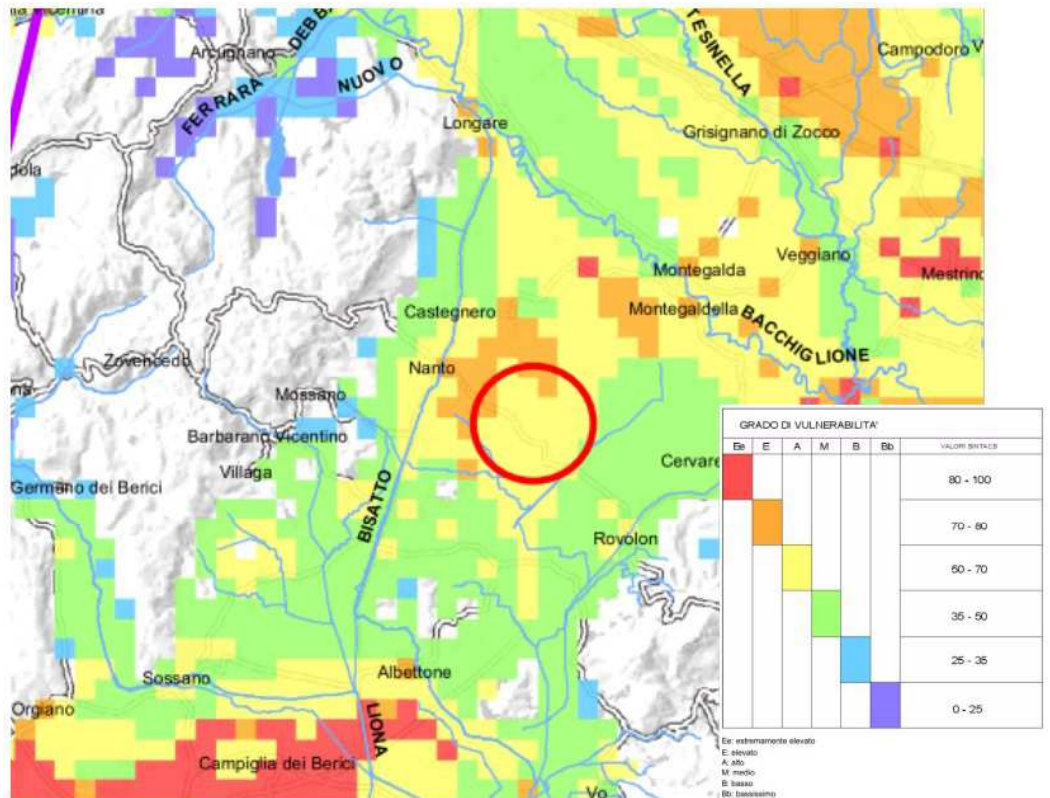 Vicentina
Arcugnano
DEBBA
FERRARA
NUOVO
TESINELLA
Campodoro
V
Longare
Grisignano di Zocco
dola
Veggiano
Montegalda
Mestrino
Montegaldella
Castegnero
BACCHIGLIONE
Zovencedo
Nanto
Mossano
Barbarano Vicentino
Villaga
Cervare
Germano dei Berici
BISATTO
Rovolon
Albettone
Sossano
Orgiano
LIONA
Campiglia dei Berici
Vo
GRADO DI VULNERABILITA'
Ee E A M B Bb VALORI SINTACS
80 - 100
70 - 80
50 - 70
35 - 50
25 - 35
0 - 25
Ee: estremamente elevato
E: elevato
A: alto
M: medio
B: basso
Bb: bassissimo